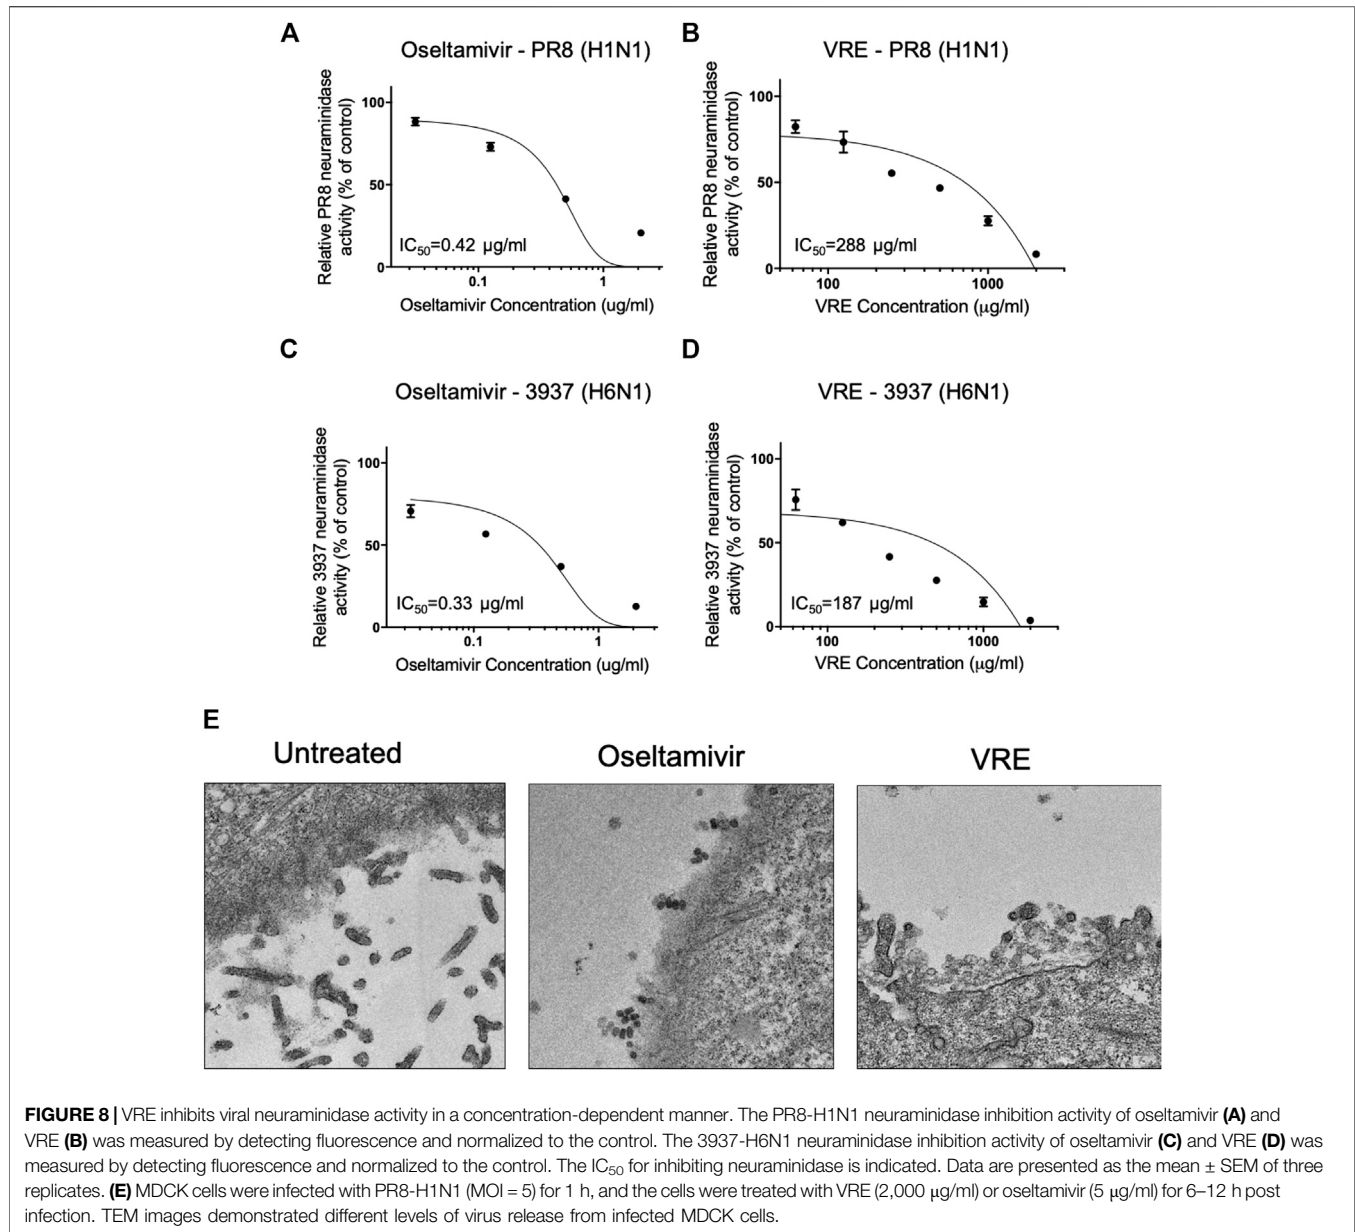 A
Oseltamivir - PR8 (H1N1)
Relative PR8 neuraminidase
activity (% of control)
100
50
0
IC50=0.42 µg/ml
0.1
1
Oseltamivir Concentration (ug/ml)
B
VRE - PR8 (H1N1)
Relative PR8 neuraminidase
activity (% of control)
100
50
0
IC50=288 µg/ml
100
1000
VRE Concentration (µg/ml)
C
Oseltamivir - 3937 (H6N1)
Relative 3937 neuraminidase
activity (% of control)
100
50
0
IC50=0.33 µg/ml
0.1
1
Oseltamivir Concentration (ug/ml)
D
VRE - 3937 (H6N1)
Relative 3937 neuraminidase
activity (% of control)
100
50
0
IC50=187 µg/ml
100
1000
VRE Concentration (µg/ml)
E
Untreated
Oseltamivir
VRE
FIGURE 8 | VRE inhibits viral neuraminidase activity in a concentration-dependent manner. The PR8-H1N1 neuraminidase inhibition activity of oseltamivir (A) and
VRE (B) was measured by detecting fluorescence and normalized to the control. The 3937-H6N1 neuraminidase inhibition activity of oseltamivir (C) and VRE (D) was
measured by detecting fluorescence and normalized to the control. The IC50 for inhibiting neuraminidase is indicated. Data are presented as the mean ± SEM of three
replicates. (E) MDCK cells were infected with PR8-H1N1 (MOI = 5) for 1 h, and the cells were treated with VRE (2,000 µg/ml) or oseltamivir (5 µg/ml) for 6–12 h post
infection. TEM images demonstrated different levels of virus release from infected MDCK cells.